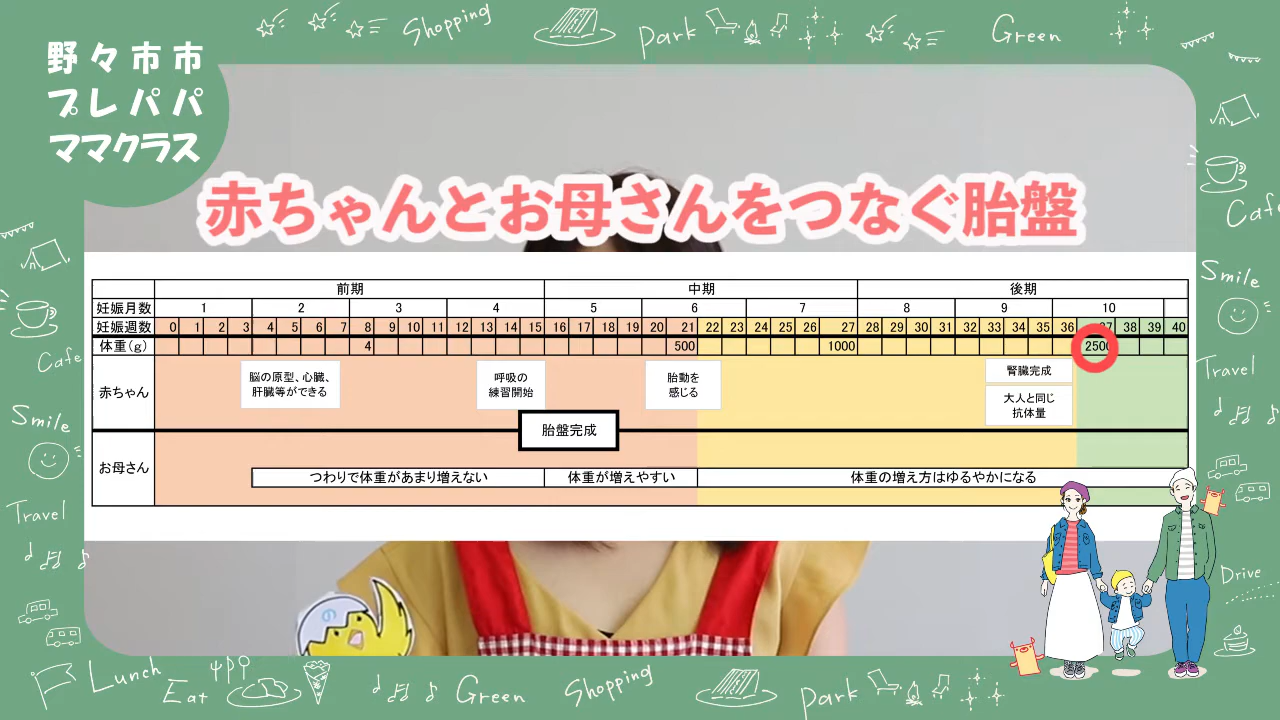 Shopping
Park
Green
野々市市
プレパパ
ママクラス
赤ちゃんとお母さんをつなぐ胎盤
前期 中期 後期
妊娠月数 1 2 3 4 5 6 7 8 9 10
妊娠週数 0 1 2 3 4 5 6 7 8 9 10 11 12 13 14 15 16 17 18 19 20 21 22 23 24 25 26 27 28 29 30 31 32 33 34 35 36 37 38 39 40
体重(g) 4 500 1000 2500
赤ちゃん
脳の原型、心臓、
肝臓等ができる
呼吸の
練習開始
胎動を
感じる
腎臓完成
大人と同じ
抗体量
胎盤完成
お母さん
つわりで体重があまり増えない 体重が増えやすい 体重の増え方はゆるやかになる
Cafe
Smile
Travel
Cafe
Smile
Travel
Drive
Lunch
Eat
Green
Shopping
Park